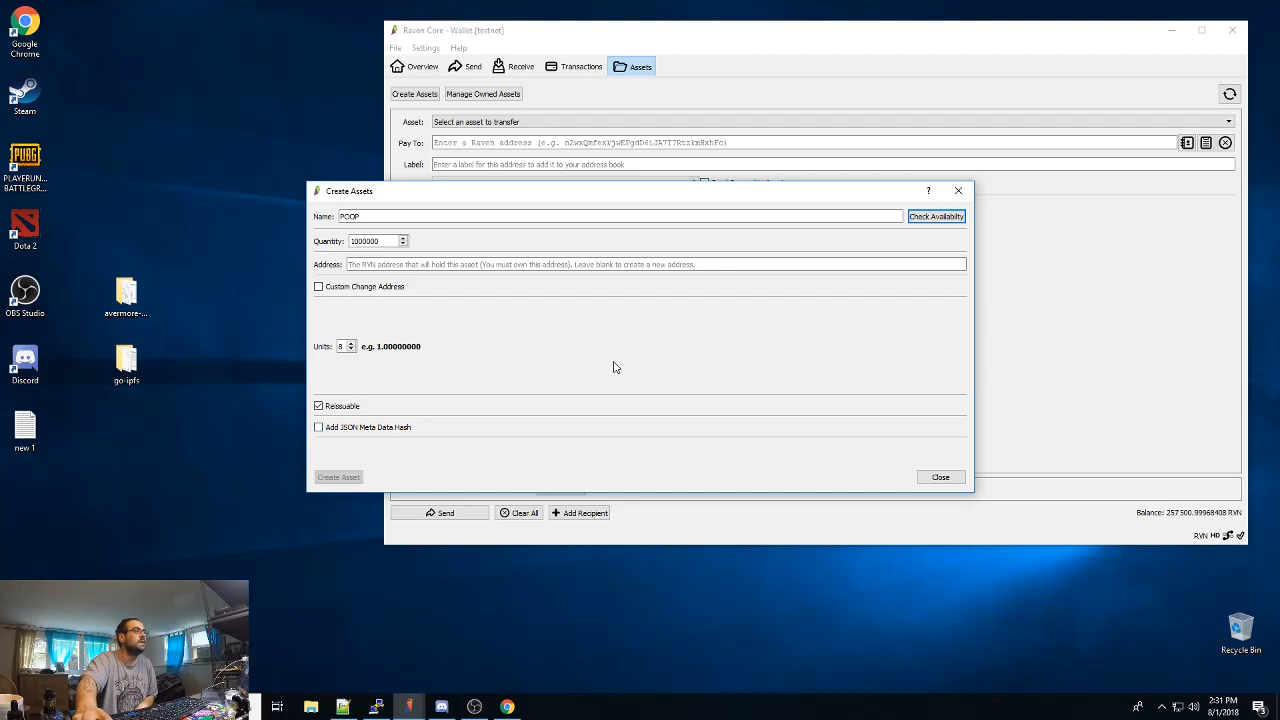 Google
Chrome
Steam
PUBG
PLAYERUN...
BATTLEGR...
Dota 2
OBS Studio
Discord
new 1
avermore-...
go-ipfs
Raven Core - Wallet [testnet]
File Settings Help
Overview Send Receive Transactions Assets
Create Assets Manage Owned Assets
Asset: Select an asset to transfer
Pay To: Enter a Raven address (e.g.
Label: Enter a label for this address to add it to your address book
Create Assets
?
Name: POOP Check Availabilty
Quantity: 1000000
Address: The RVN address that will hold this asset (You must own this address). Leave blank to create a new address.
Custom Change Address
Units: 8 e.g. 1.00000000
Reissuable
Add JSON Meta Data Hash
Create Asset Close
Send Clear All Add Recipient Balance: 257 500.99968408 RVN
RVN HD
Recycle Bin
2:31 PM
8/1/2018